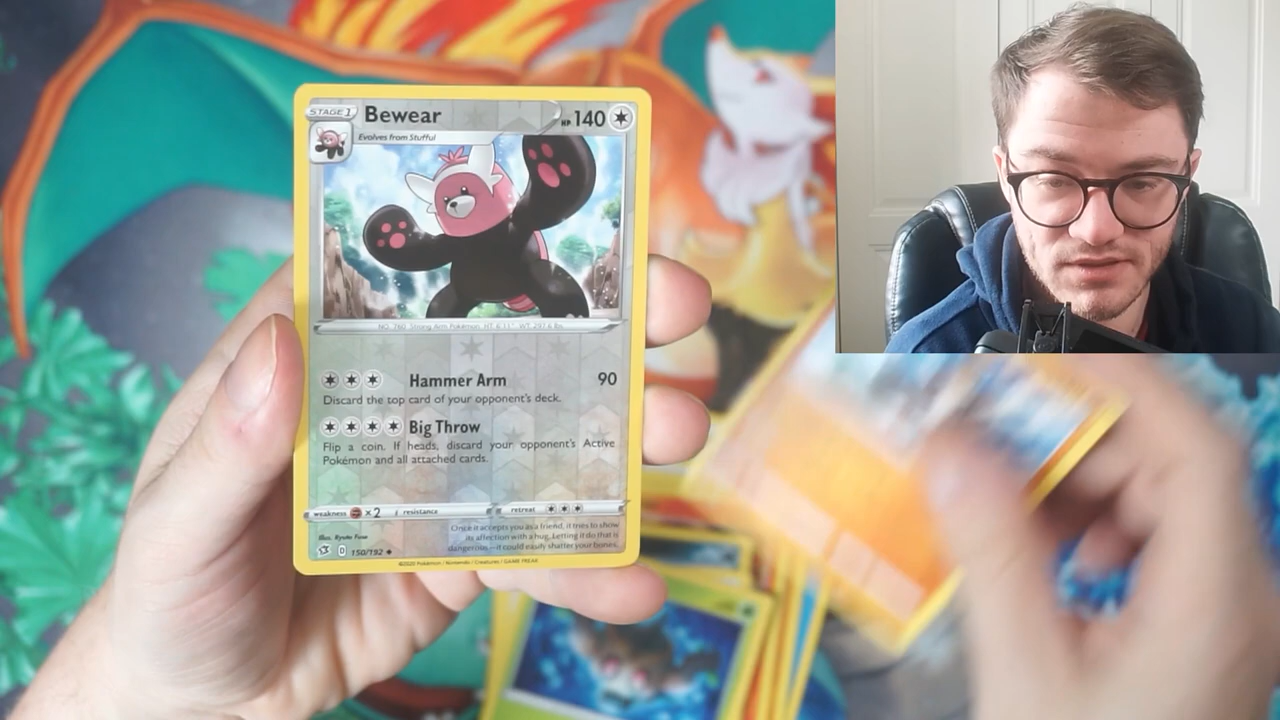 STAGE 1
Bewear
HP 140
Evolves from Stufful
NO. 760 Strong Arm Pokémon HT 6'11" WT 297.6 lbs
Hammer Arm 90
Discard the top card of your opponent's deck.
Big Throw
Flip a coin. If heads, discard your opponent's Active
Pokémon and all attached cards.
weakness ×2 resistance retreat
Once it accepts you as a friend, it tries to show
its affection with a hug. Letting it do that is
dangerous—it could easily shatter your bones.
Illus. Ryuta Fuse
D 150/192
©2020 Pokémon / Nintendo / Creatures / GAME FREAK